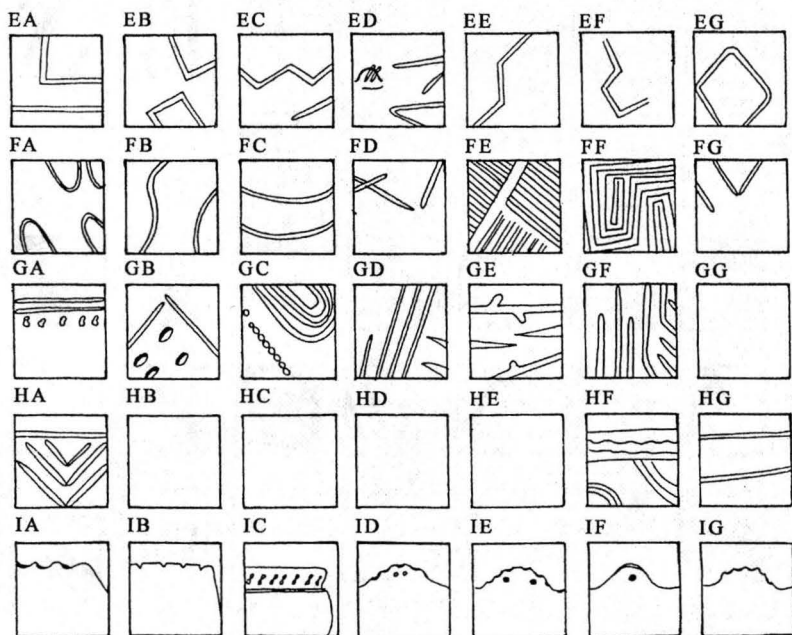 EA EB EC ED EE EF EG
FA FB FC FD FE FF FG
GA GB GC GD GE GF GG
HA HB HC HD HE HF HG
IA IB IC ID IE IF IG